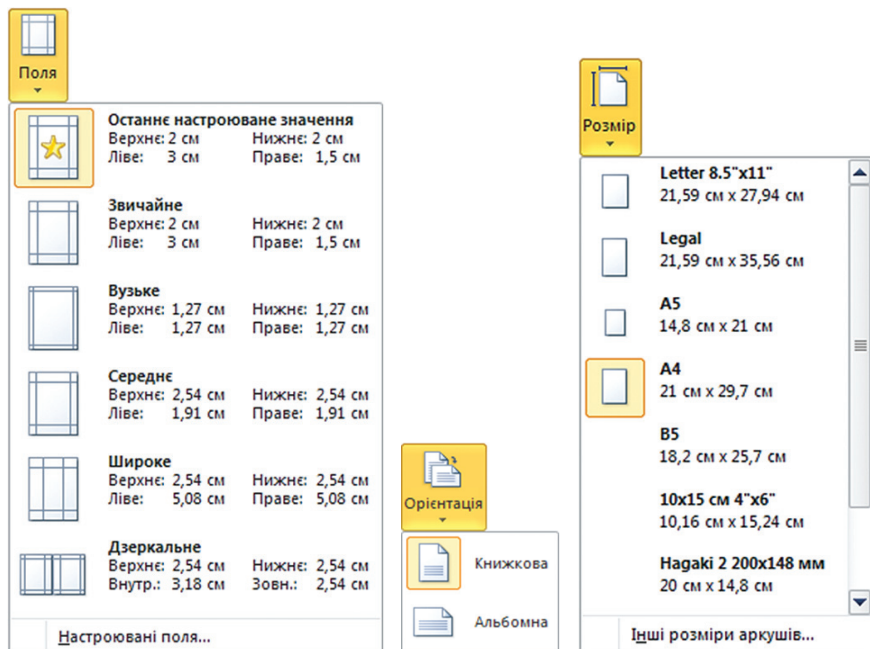 Поля
Останнє настроюване значення
Верхнє: 2 см Нижнє: 2 см
Ліве: 3 см Праве: 1,5 см
Звичайне
Верхнє: 2 см Нижнє: 2 см
Ліве: 3 см Праве: 1,5 см
Вузьке
Верхнє: 1,27 см Нижнє: 1,27 см
Ліве: 1,27 см Праве: 1,27 см
Середнє
Верхнє: 2,54 см Нижнє: 2,54 см
Ліве: 1,91 см Праве: 1,91 см
Широке
Верхнє: 2,54 см Нижнє: 2,54 см
Ліве: 5,08 см Праве: 5,08 см
Дзеркальне
Верхнє: 2,54 см Нижнє: 2,54 см
Внутр.: 3,18 см Зовн.: 2,54 см
Настроювані поля...
Орієнтація
Книжкова
Альбомна
Розмір
Letter 8.5"x11"
21,59 см x 27,94 см
Legal
21,59 см x 35,56 см
A5
14,8 см x 21 см
A4
21 см x 29,7 см
B5
18,2 см x 25,7 см
10x15 см 4"x6"
10,16 см x 15,24 см
Hagaki 2 200x148 мм
20 см x 14,8 см
Інші розміри аркушів...